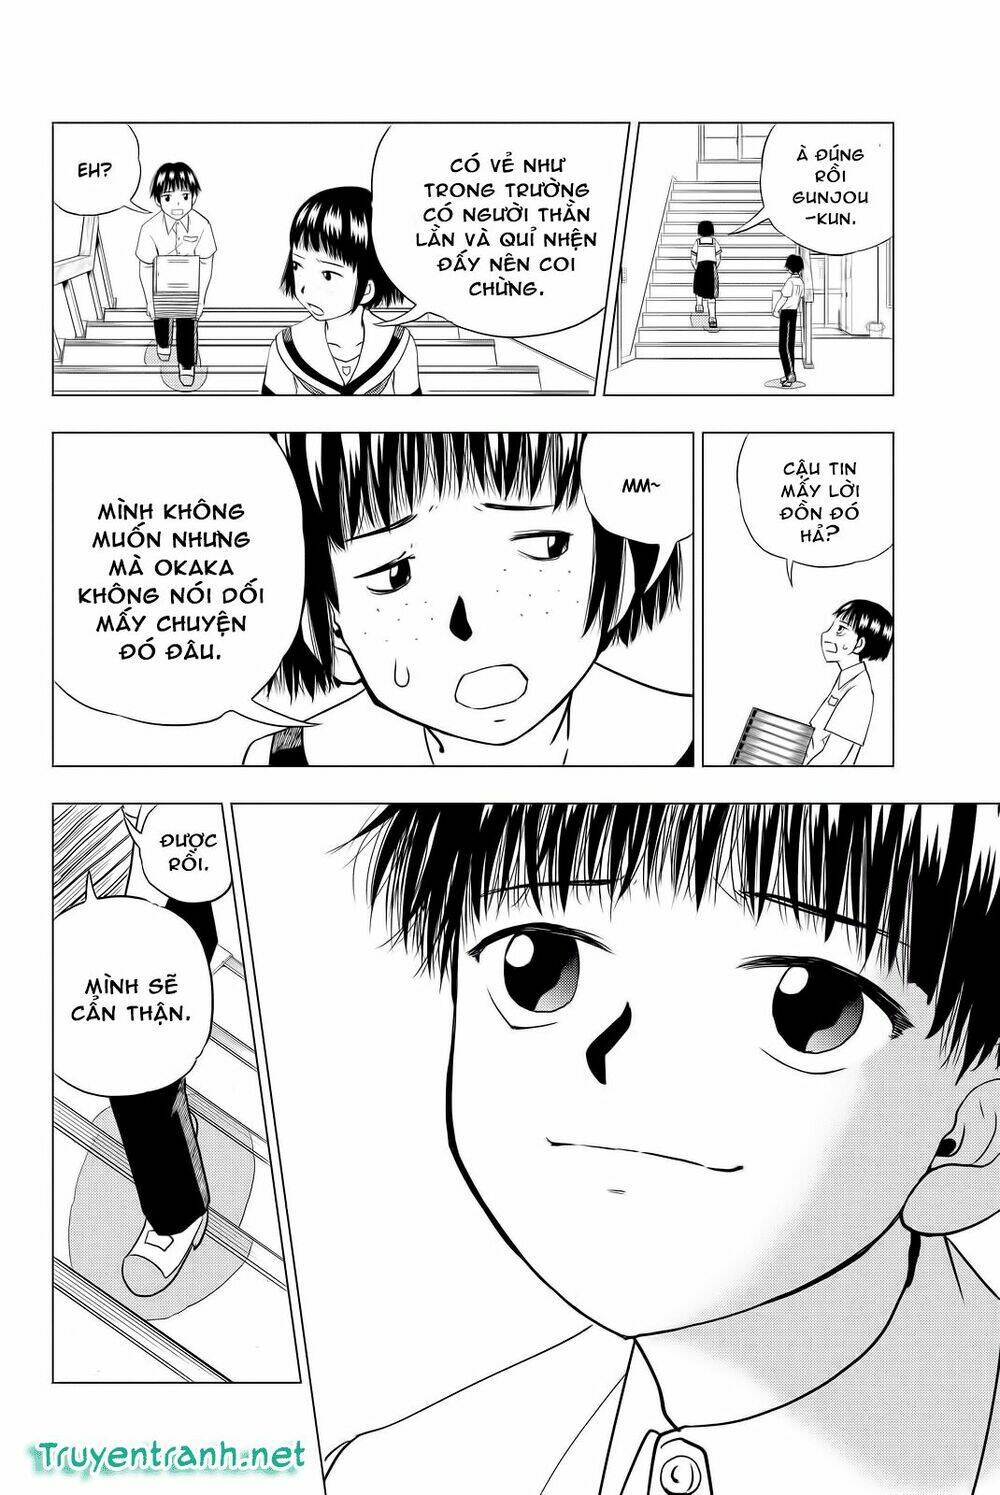 À ĐÚNG
RỒI
GUNJOU
-KUN.
CÓ VẺ NHƯ
TRONG TRƯỜNG
CÓ NGƯỜI THẰN
LẰN VÀ QUỈ NHỆN
ĐẤY NÊN COI
CHỪNG.
EH?
CẬU TIN
MẤY LỜI
ĐỒN ĐÓ
HẢ?
MM~
MÌNH KHÔNG
MUỐN NHƯNG
MÀ OKAKA
KHÔNG NÓI DỐI
MẤY CHUYỆN
ĐÓ ĐÂU.
ĐƯỢC
RỒI.
MÌNH SẼ
CẨN THẬN.
Truyentranh.net